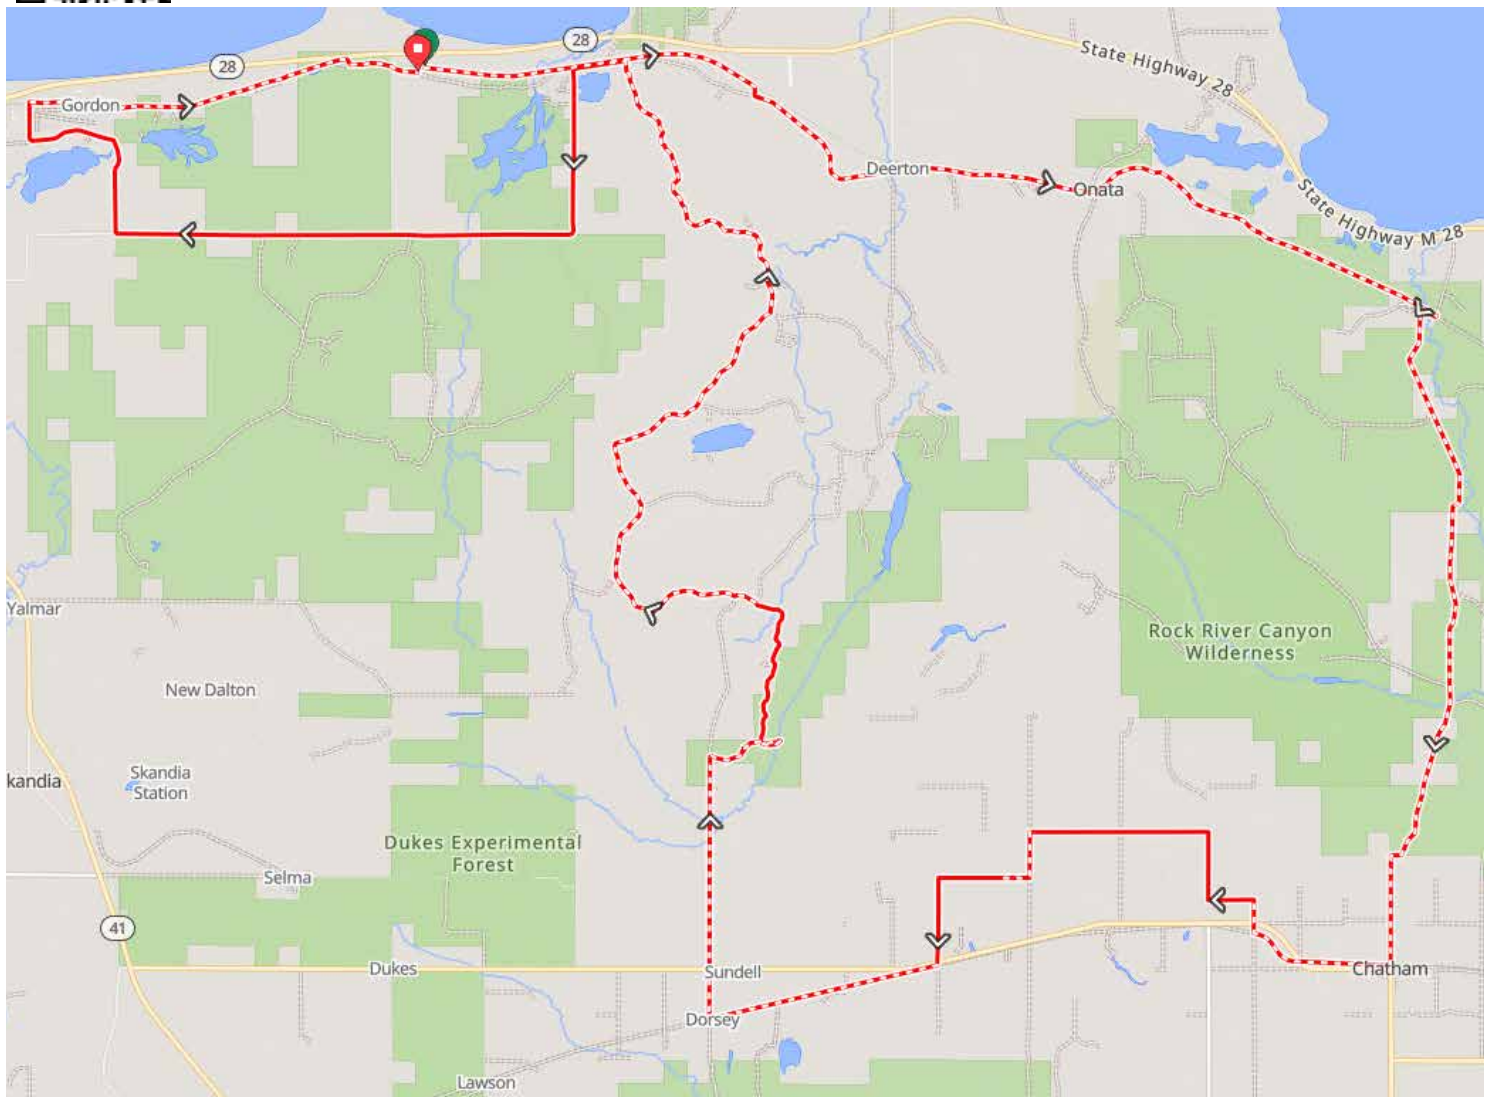 28
28
State Highway 28
Gordon
Deerton
Onata
State Highway M 28
Yalmar
Rock River Canyon
Wilderness
New Dalton
kandia
Skandia
Station
Dukes Experimental
Forest
Selma
41
Dukes
Sundell
Chatham
Dorsey
Lawson